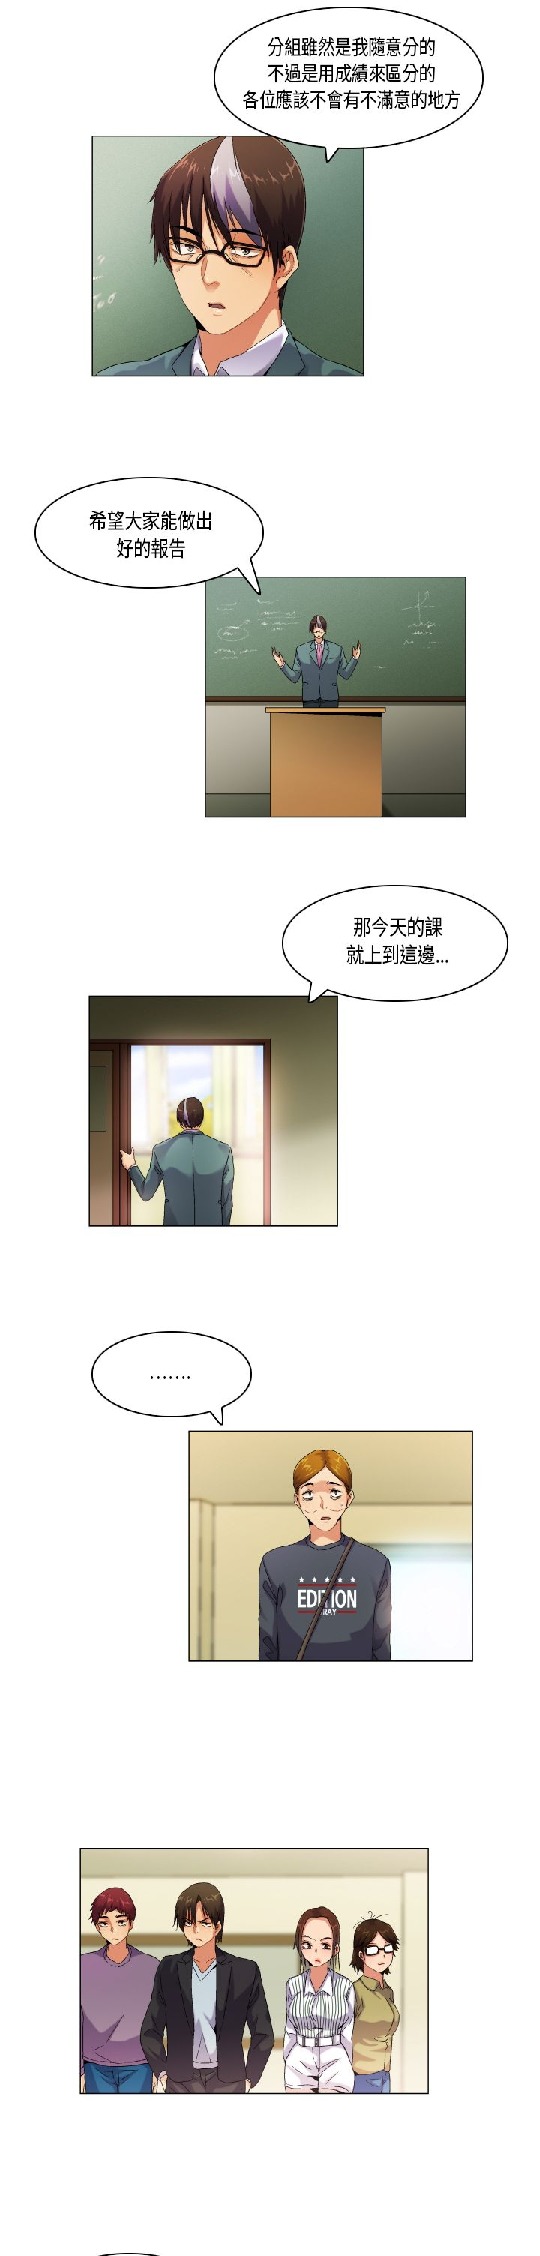 分組雖然是我隨意分的
不過是用成績來區分的
各位應該不會有不滿意的地方
希望大家能做出
好的報告
那今天的課
就上到這邊...
.......
EDITION